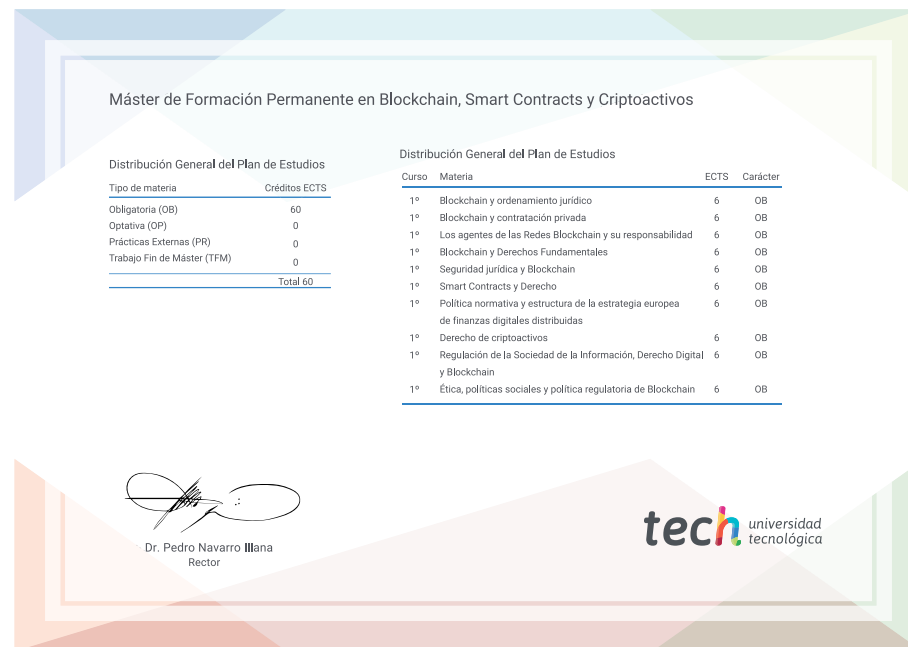 Máster de Formación Permanente en Blockchain, Smart Contracts y Criptoactivos
Distribución General del Plan de Estudios
Tipo de materia Créditos ECTS
Obligatoria (OB) 60
Optativa (OP) 0
Prácticas Externas (PR) 0
Trabajo Fin de Máster (TFM) 0
Total 60
Distribución General del Plan de Estudios
Curso Materia ECTS Carácter
1º Blockchain y ordenamiento jurídico 6 OB
1º Blockchain y contratación privada 6 OB
1º Los agentes de las Redes Blockchain y su responsabilidad 6 OB
1º Blockchain y Derechos Fundamentales 6 OB
1º Seguridad jurídica y Blockchain 6 OB
1º Smart Contracts y Derecho 6 OB
1º Política normativa y estructura de la estrategia europea 6 OB
de finanzas digitales distribuidas
1º Derecho de criptoactivos 6 OB
1º Regulación de la Sociedad de la Información, Derecho Digital 6 OB
y Blockchain
1º Ética, políticas sociales y política regulatoria de Blockchain 6 OB
Dr. Pedro Navarro Illana
Rector
tech universidad
tecnológica